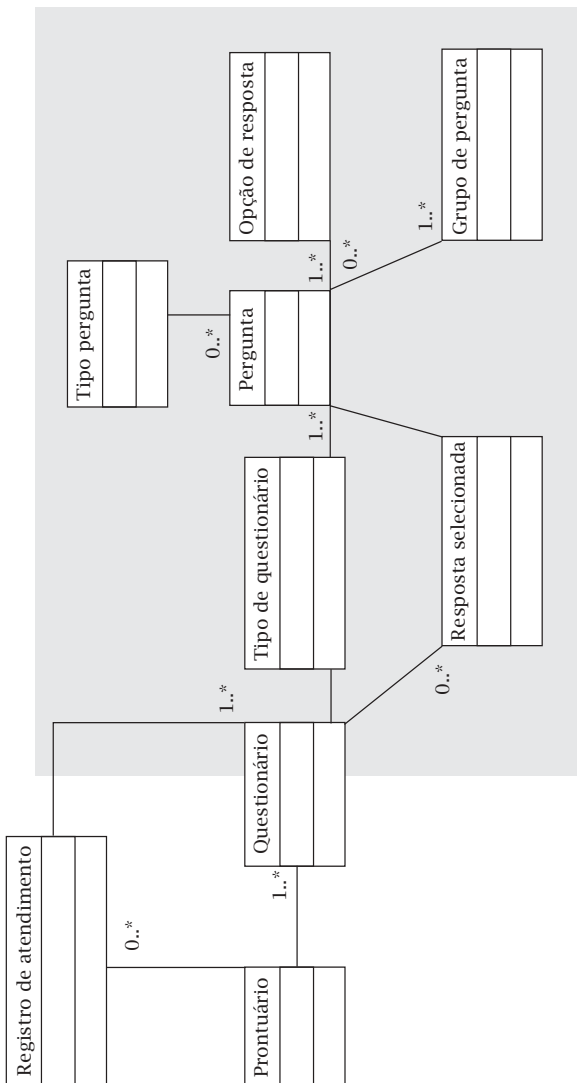 Registro de atendimento
0..*
Prontuário
1..*
Questionário
1..*
Tipo de questionário
0..*
Resposta selecionada
1..*
Pergunta
0..*
Tipo pergunta
1..*
0..*
Opção de resposta
1..*
Grupo de pergunta